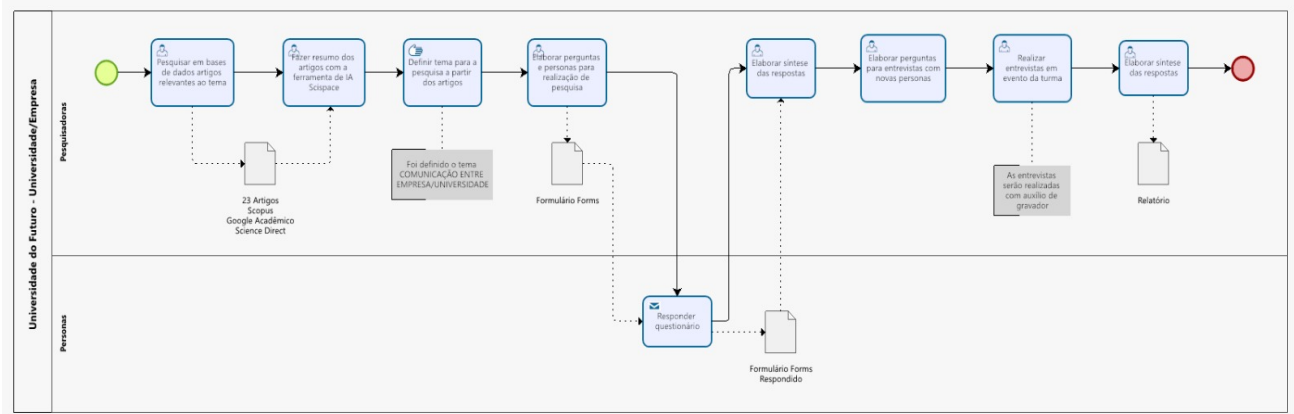 Universidade do Futuro - Universidade/Empresa
Pesquisadoras
Pesquisar em bases
de dados artigos
relevantes ao tema
Fazer resumo dos
artigos com a
ferramenta de IA
Scispace
Definir tema para a
pesquisa a partir
dos artigos
Elaborar perguntas
e personas para
realização de
pesquisa
Elaborar síntese
das respostas
Elaborar perguntas
para entrevistas com
novas personas
Realizar
entrevistas em
evento da turma
Elaborar síntese
das respostas
23 Artigos
Scopus
Google Acadêmico
Science Direct
Foi definido o tema
COMUNICAÇÃO ENTRE
EMPRESA/UNIVERSIDADE
Formulário Forms
As entrevistas
serão realizadas
com auxílio de
gravador
Relatório
Personas
Responder
questionário
Formulário Forms
Respondido